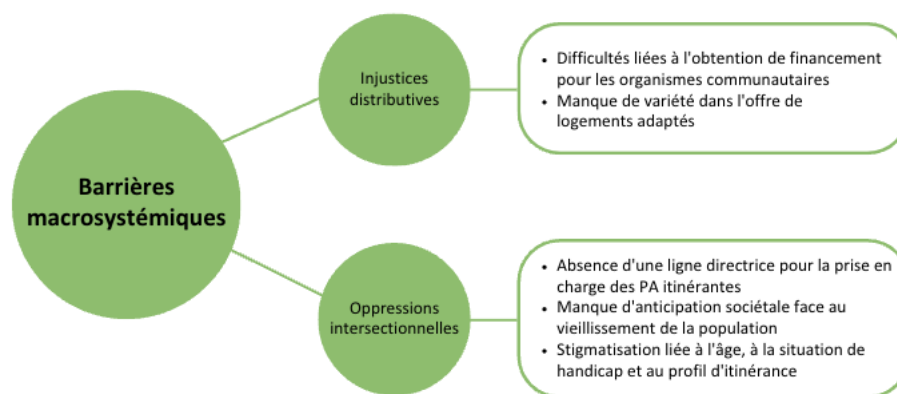 Barrières
macrosystémiques
Injustices
distributives
• Difficultés liées à l'obtention de financement
pour les organismes communautaires
• Manque de variété dans l'offre de
logements adaptés
Oppressions
intersectionnelles
• Absence d'une ligne directrice pour la prise en
charge des PA itinérantes
• Manque d'anticipation sociétale face au
vieillissement de la population
• Stigmatisation liée à l'âge, à la situation de
handicap et au profil d'itinérance